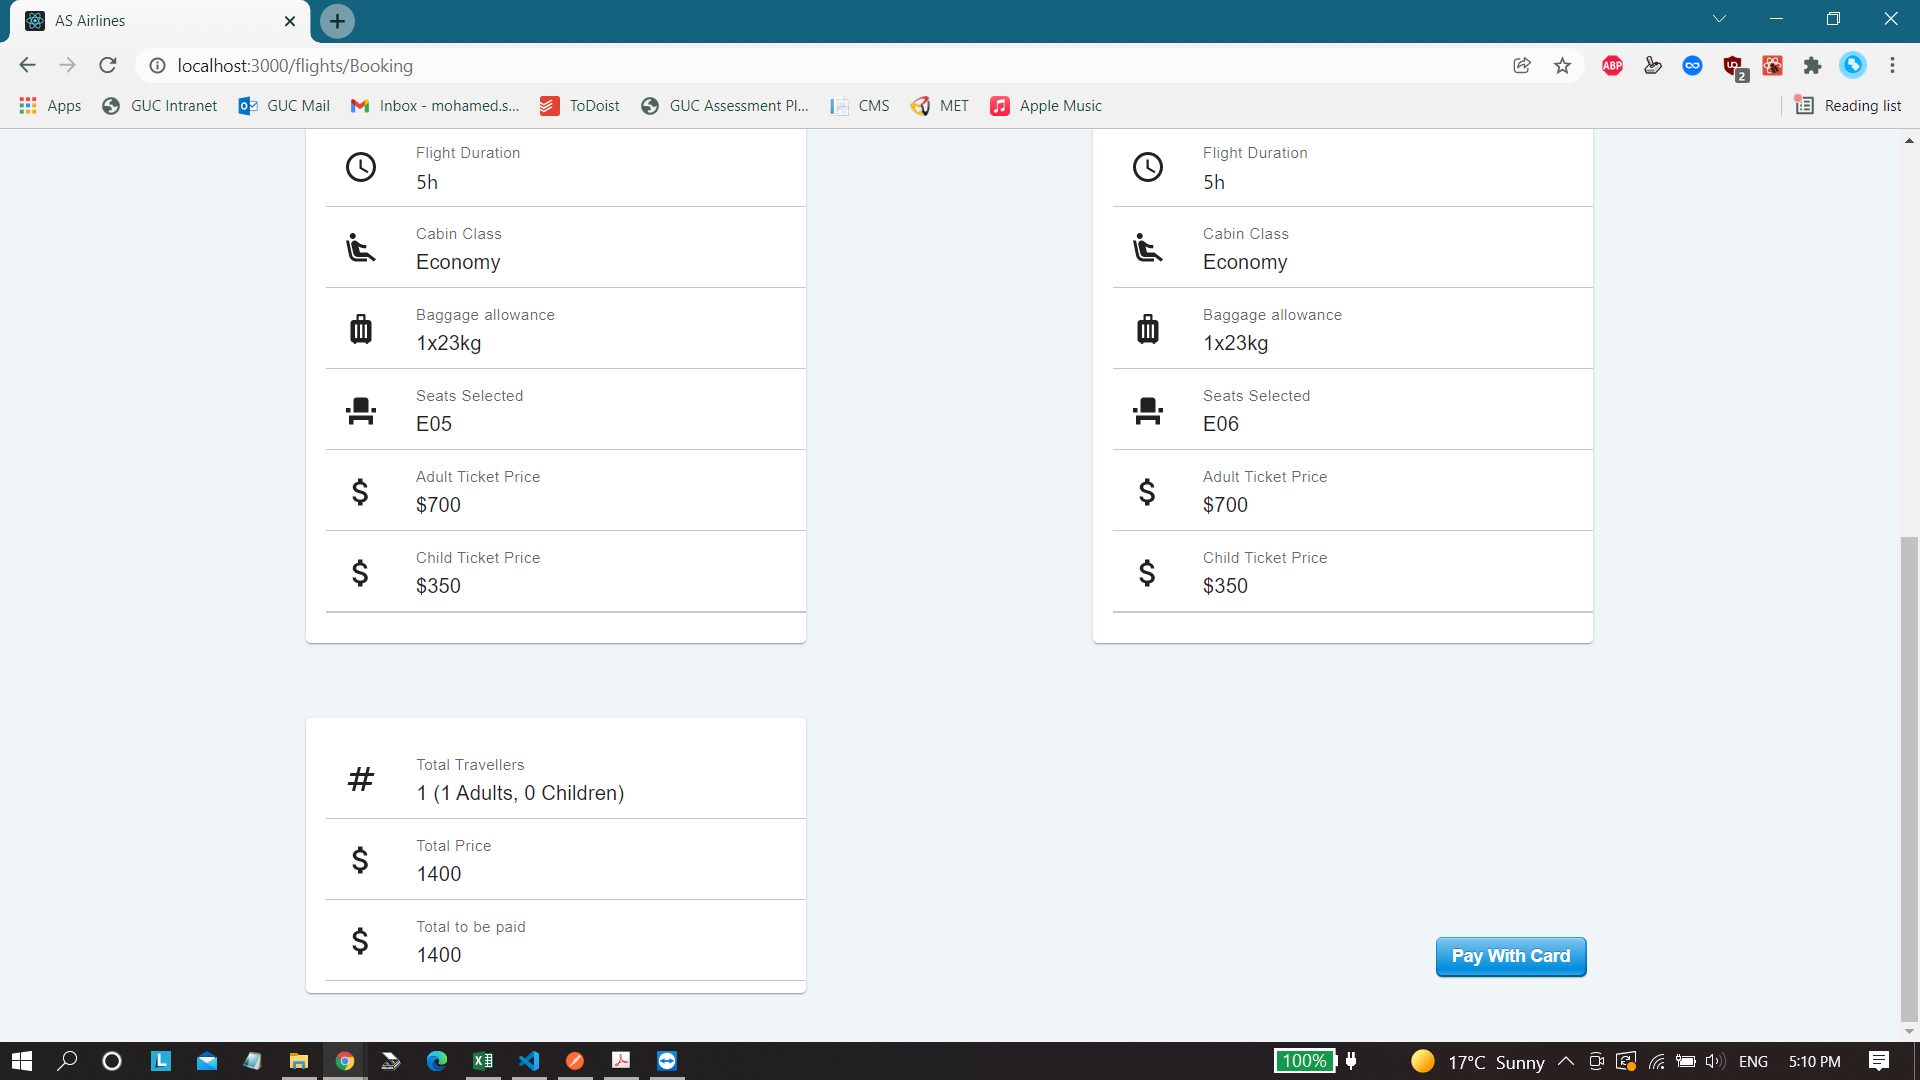 AS Airlines
localhost:3000/flights/Booking
ABP
2
Apps
GUC Intranet
GUC Mail
Inbox - mohamed.s...
ToDoist
GUC Assessment Pl...
CMS
MET
Apple Music
Reading list
Flight Duration
5h
Cabin Class
Economy
Baggage allowance
1x23kg
Seats Selected
E05
Adult Ticket Price
$700
Child Ticket Price
$350
Flight Duration
5h
Cabin Class
Economy
Baggage allowance
1x23kg
Seats Selected
E06
Adult Ticket Price
$700
Child Ticket Price
$350
Total Travellers
1 (1 Adults, 0 Children)
Total Price
1400
Total to be paid
1400
Pay With Card
100%
17°C Sunny
ENG
5:10 PM